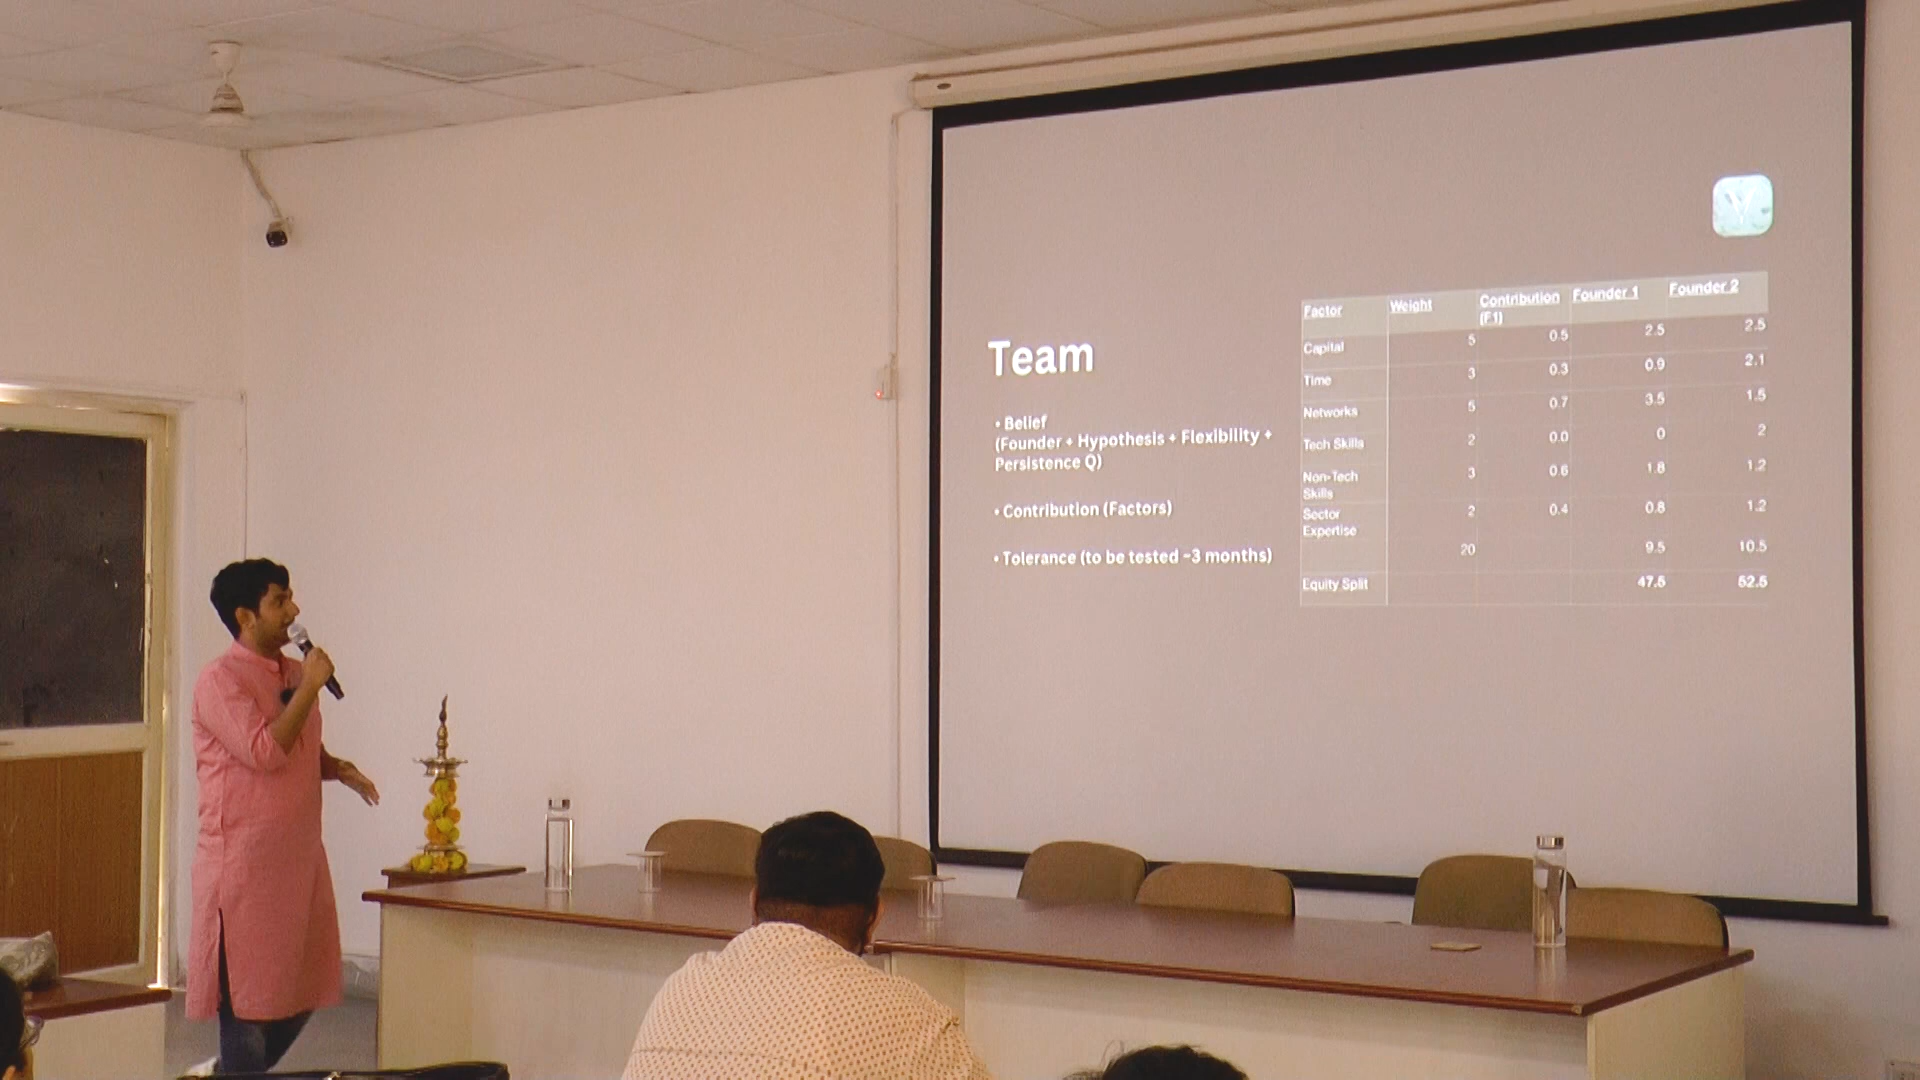 Team
• Belief
(Founder + Hypothesis + Flexibility +
Persistence Q)
• Contribution (Factors)
• Tolerance (to be tested ~3 months)
Factor Weight Contribution (F1) Founder 1 Founder 2
Capital 5 0.5 2.5 2.5
Time 3 0.3 0.9 2.1
Networks 5 0.7 3.5 1.5
Tech Skills 2 0.0 0 2
Non-Tech Skills 3 0.6 1.8 1.2
Sector Expertise 2 0.4 0.8 1.2
20 9.5 10.5
Equity Split 47.5 52.5